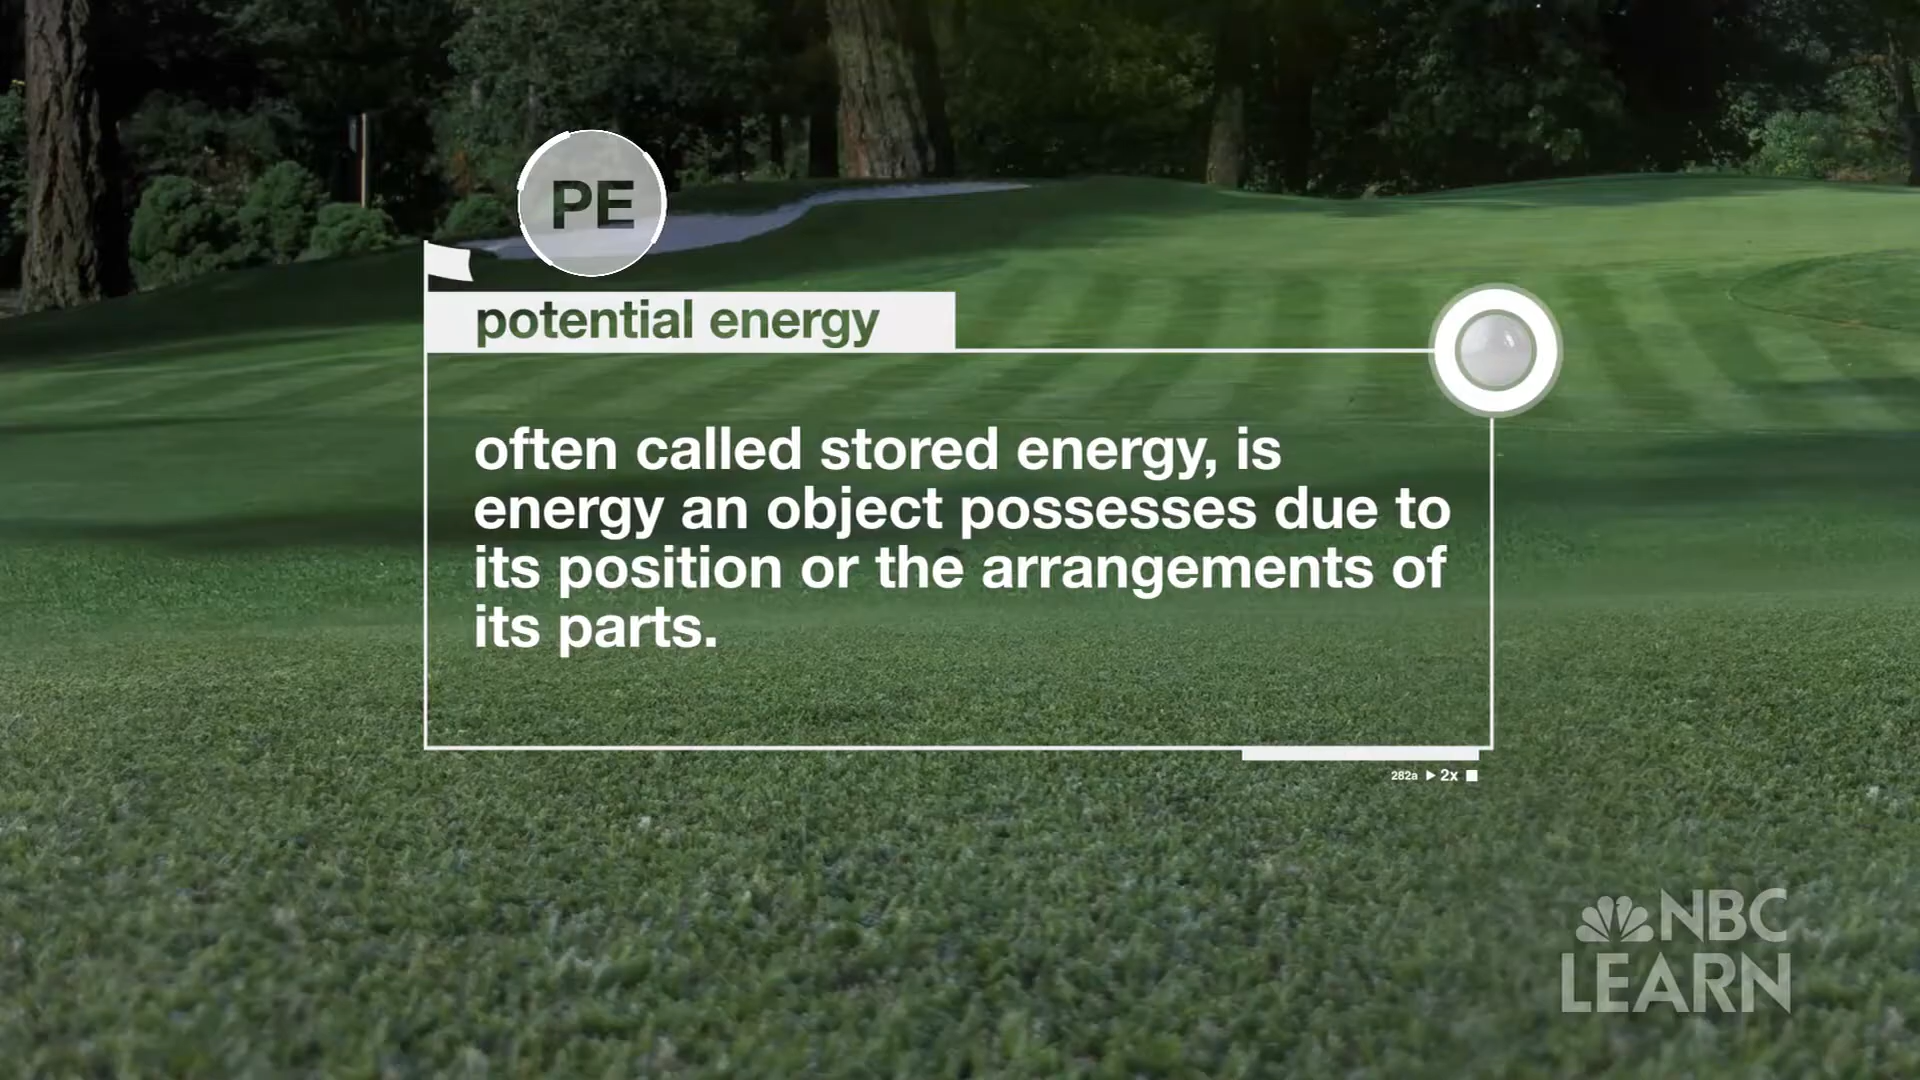 PE
potential energy
often called stored energy, is
energy an object possesses due to
its position or the arrangements of
its parts.
282a ▶ 2x ■
NBC
LEARN